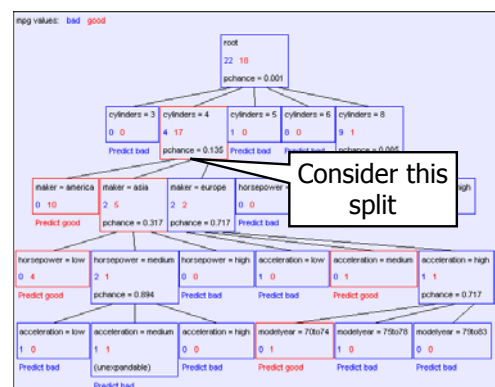 mpg values: bad good
root
22 18
pchance = 0.001
cylinders = 3 cylinders = 4 cylinders = 5 cylinders = 6 cylinders = 8
0 0 4 17 1 0 8 0 9 1
Predict bad pchance = 0.135 Predict bad Predict bad pchance = 0.085
Consider this
split
maker = america maker = asia maker = europe horsepower = high
0 10 2 5 2 2 0 0
Predict good pchance = 0.317 pchance = 0.717 Predict bad
horsepower = low horsepower = medium horsepower = high acceleration = low acceleration = medium acceleration = high
0 4 2 1 0 0 1 0 0 1 1 1
Predict good pchance = 0.894 Predict bad Predict bad Predict good pchance = 0.717
acceleration = low acceleration = medium acceleration = high modelyear = 70to74 modelyear = 75to78 modelyear = 79to83
1 0 1 1 0 0 0 1 1 0 0 0
Predict bad (unexpandable) Predict bad Predict good Predict bad Predict bad
Predict bad